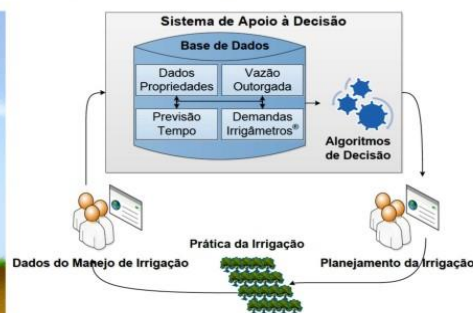 Sistema de Apoio à Decisão
Base de Dados
Dados
Propriedades
Vazão
Outorgada
Previsão
Tempo
Demandas
Irrigâmetros®
Algoritmos
de Decisão
Prática da Irrigação
Dados do Manejo de Irrigação
Planejamento da Irrigação